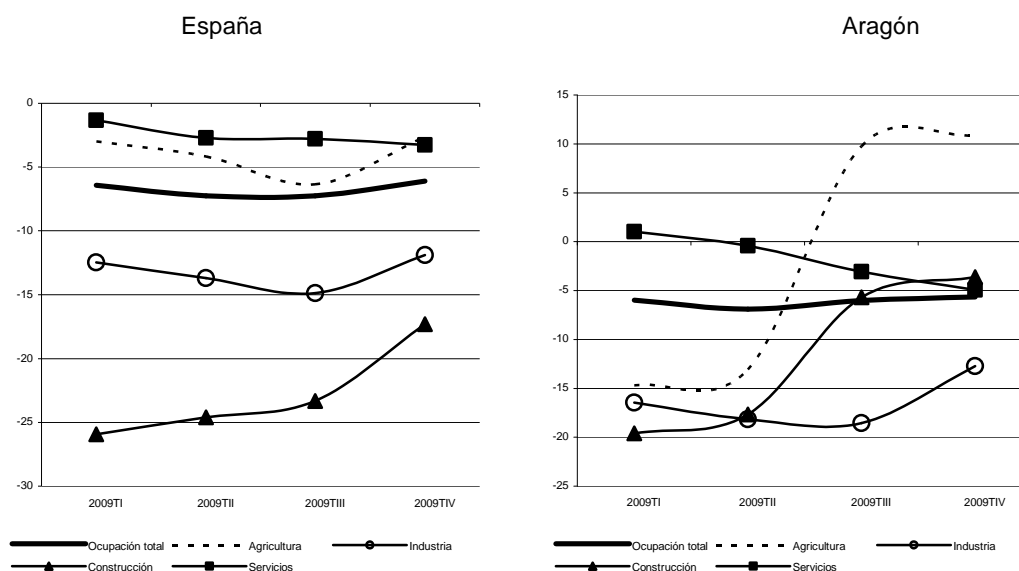 España
0
-5
-10
-15
-20
-25
-30
2009TI 2009TII 2009TIII 2009TIV
Ocupación total Agricultura Industria
Construcción Servicios
Aragón
15
10
5
0
-5
-10
-15
-20
-25
2009TI 2009TII 2009TIII 2009TIV
Ocupación total Agricultura Industria
Construcción Servicios